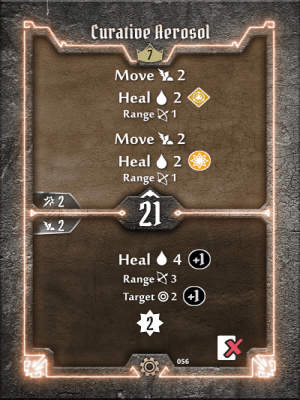 Curative Aerosol
7
Move 2
Heal 2
Range 1
Move 2
Heal 2
Range 1
2
21
2
Heal 4 +1
Range 3
Target 2 +1
2
056